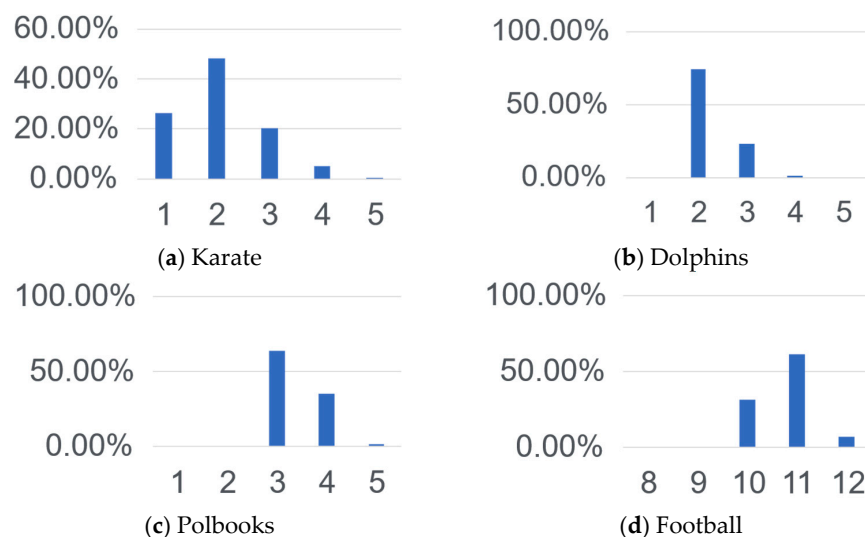 60.00%
40.00%
20.00%
0.00%
1 2 3 4 5
(a) Karate
100.00%
50.00%
0.00%
1 2 3 4 5
(b) Dolphins
100.00%
50.00%
0.00%
1 2 3 4 5
(c) Polbooks
100.00%
50.00%
0.00%
8 9 10 11 12
(d) Football